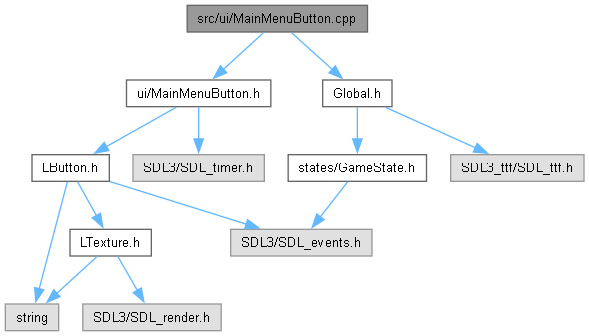 src/ui/MainMenuButton.cpp
ui/MainMenuButton.h
Global.h
LButton.h
SDL3/SDL_timer.h
states/GameState.h
SDL3_ttf/SDL_ttf.h
LTexture.h
SDL3/SDL_events.h
string
SDL3/SDL_render.h